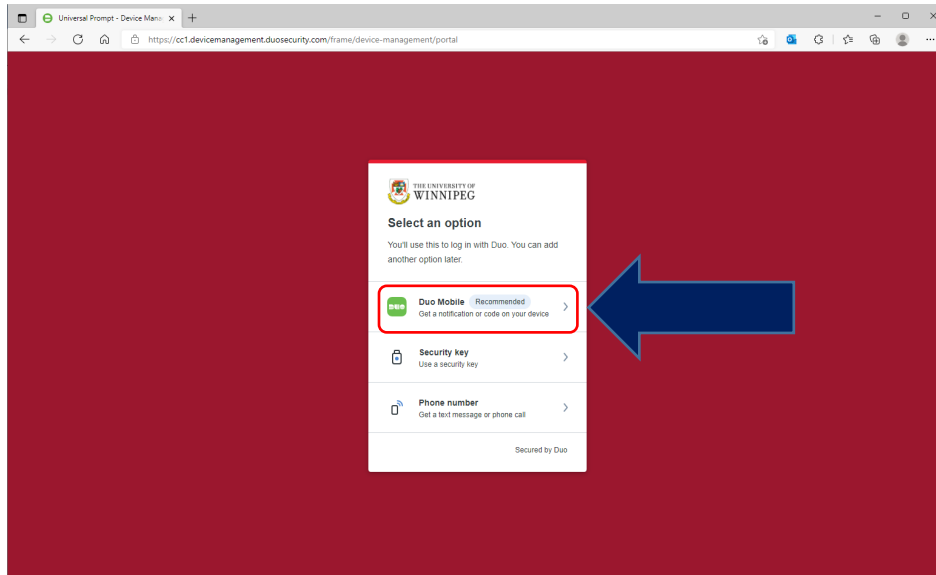 Universal Prompt - Device Mana
https://cc1.devicemanagement.duosecurity.com/frame/device-management/portal
THE UNIVERSITY OF
WINNIPEG
Select an option
You'll use this to log in with Duo. You can add
another option later.
DUO
Duo Mobile Recommended
Get a notification or code on your device
Security key
Use a security key
Phone number
Get a text message or phone call
Secured by Duo